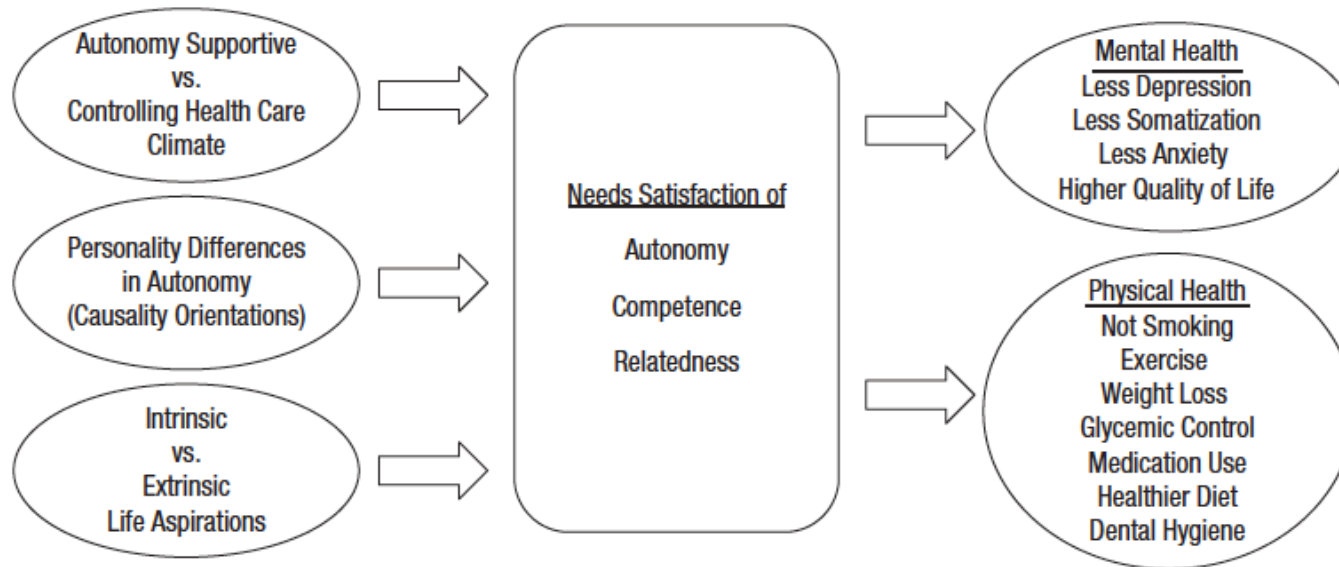 Autonomy Supportive
vs.
Controlling Health Care
Climate
Personality Differences
in Autonomy
(Causality Orientations)
Intrinsic
vs.
Extrinsic
Life Aspirations
Needs Satisfaction of
Autonomy
Competence
Relatedness
Mental Health
Less Depression
Less Somatization
Less Anxiety
Higher Quality of Life
Physical Health
Not Smoking
Exercise
Weight Loss
Glycemic Control
Medication Use
Healthier Diet
Dental Hygiene